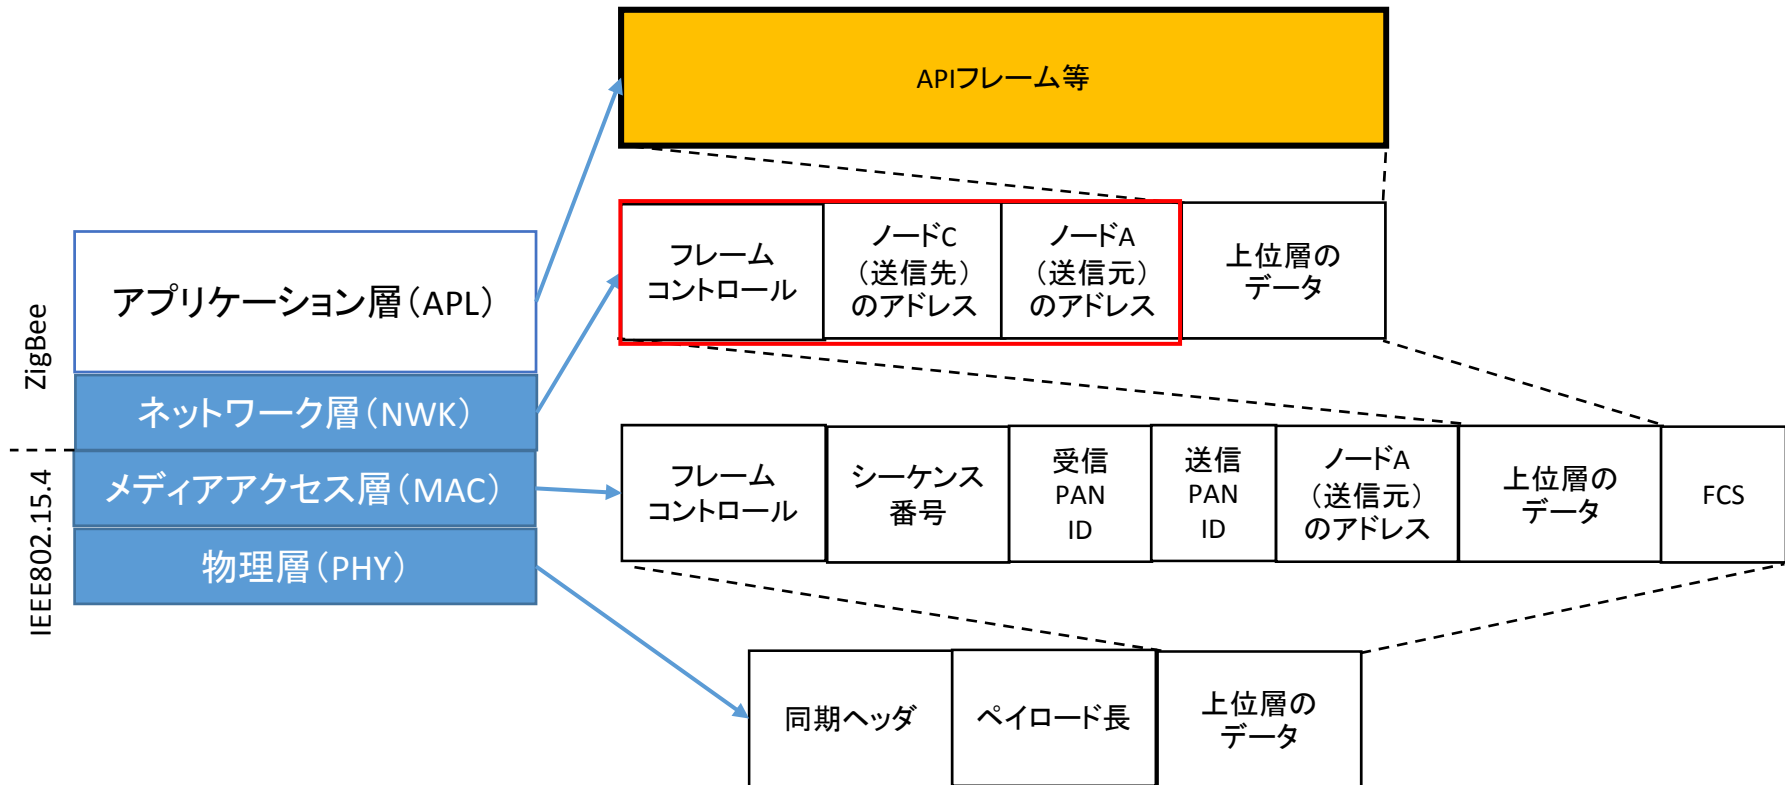 APIフレーム等
フレーム
コントロール
ノードC
（送信先）
のアドレス
ノードA
（送信元）
のアドレス
上位層の
データ
ZigBee
アプリケーション層（APL）
ネットワーク層（NWK）
IEEE802.15.4
メディアアクセス層（MAC）
物理層（PHY）
フレーム
コントロール
シーケンス
番号
受信
PAN
ID
送信
PAN
ID
ノードA
（送信元）
のアドレス
上位層の
データ
FCS
同期ヘッダ
ペイロード長
上位層の
データ